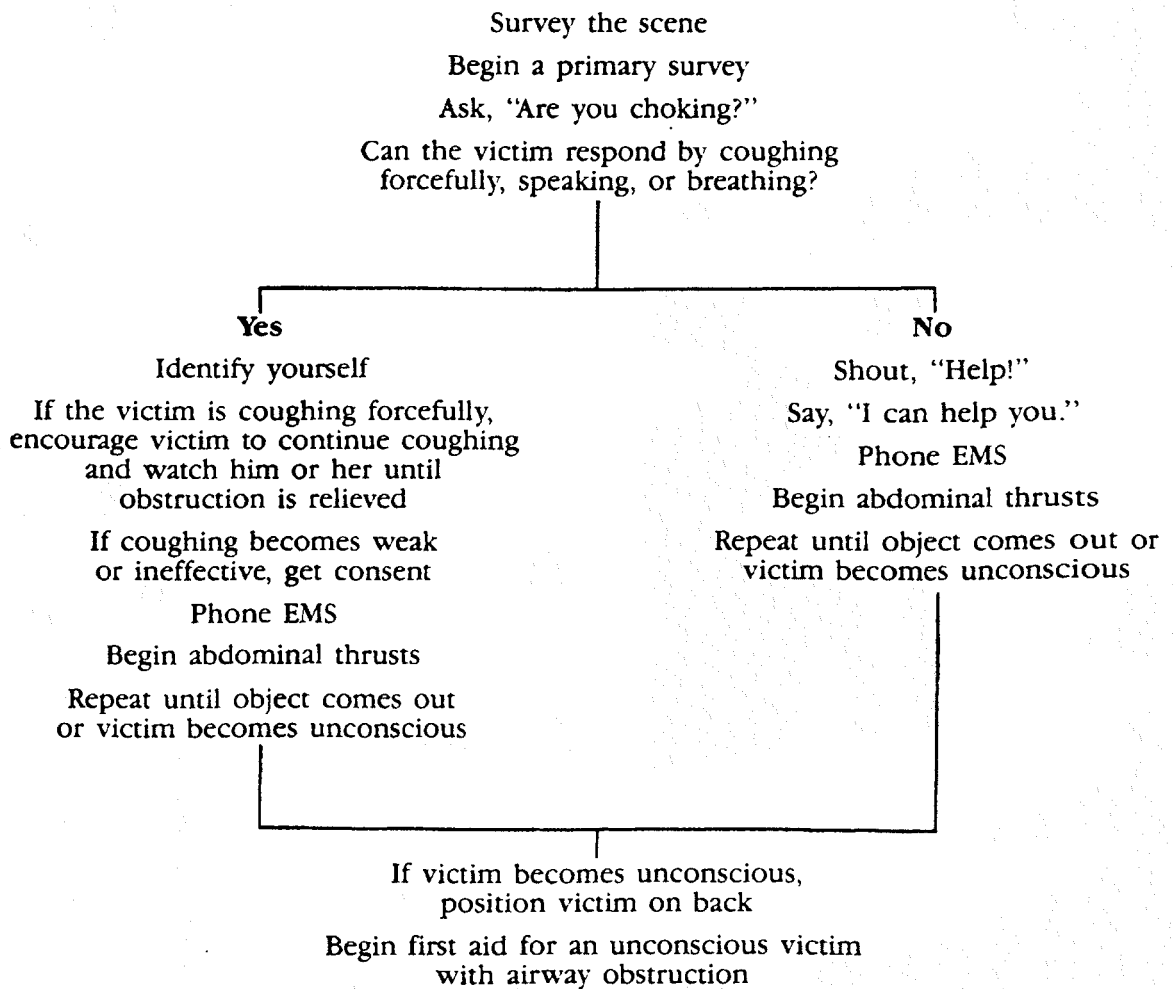 Survey the scene
Begin a primary survey
Ask, “Are you choking?”
Can the victim respond by coughing
forcefully, speaking, or breathing?
Yes
Identify yourself
If the victim is coughing forcefully,
encourage victim to continue coughing
and watch him or her until
obstruction is relieved
If coughing becomes weak
or ineffective, get consent
Phone EMS
Begin abdominal thrusts
Repeat until object comes out
or victim becomes unconscious
No
Shout, “Help!”
Say, “I can help you.”
Phone EMS
Begin abdominal thrusts
Repeat until object comes out or
victim becomes unconscious
If victim becomes unconscious,
position victim on back
Begin first aid for an unconscious victim
with airway obstruction